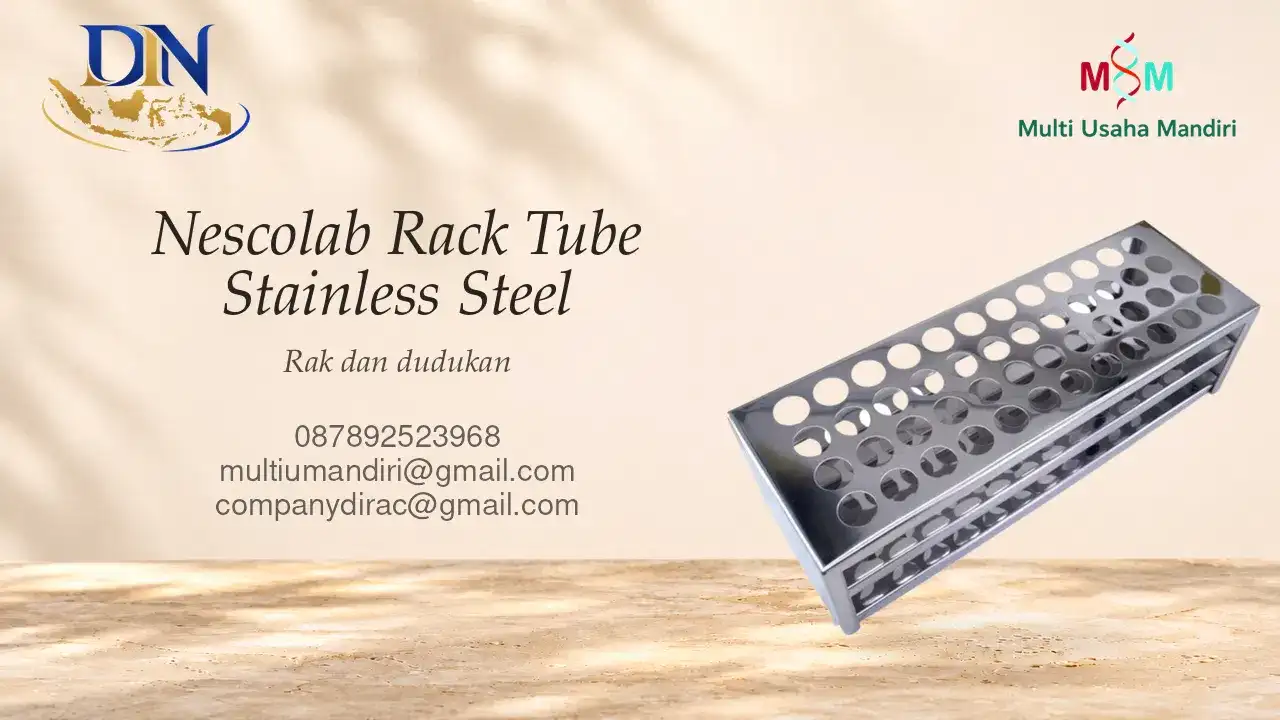 DN
M M
Multi Usaha Mandiri
Nescolab Rack Tube
Stainless Steel
Rak dan dudukan
087892523968
multiumandiri@gmail.com
companydirac@gmail.com